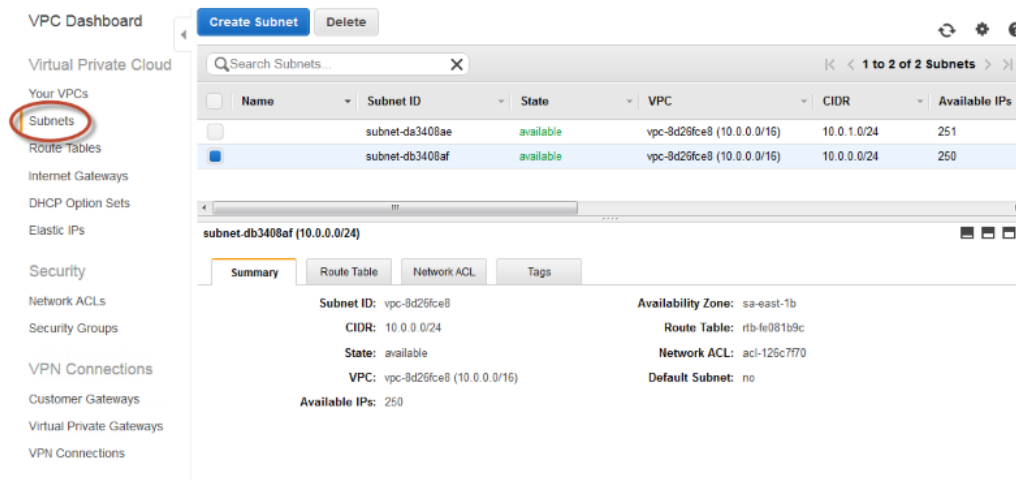 VPC Dashboard
Virtual Private Cloud
Your VPCs
Subnets
Route Tables
Internet Gateways
DHCP Option Sets
Elastic IPs
Security
Network ACLs
Security Groups
VPN Connections
Customer Gateways
Virtual Private Gateways
VPN Connections
Create Subnet Delete
Search Subnets... 1 to 2 of 2 Subnets
Name Subnet ID State VPC CIDR Available IPs
subnet-da3408ae available vpc-8d26fce8 (10.0.0.0/16) 10.0.1.0/24 251
subnet-db3408af available vpc-8d26fce8 (10.0.0.0/16) 10.0.0.0/24 250
subnet-db3408af (10.0.0.0/24)
Summary Route Table Network ACL Tags
Subnet ID: vpc-8d26fce8 Availability Zone: sa-east-1b
CIDR: 10.0.0.0/24 Route Table: rtb-fe081b9c
State: available Network ACL: acl-126c7f70
VPC: vpc-8d26fce8 (10.0.0.0/16) Default Subnet: no
Available IPs: 250